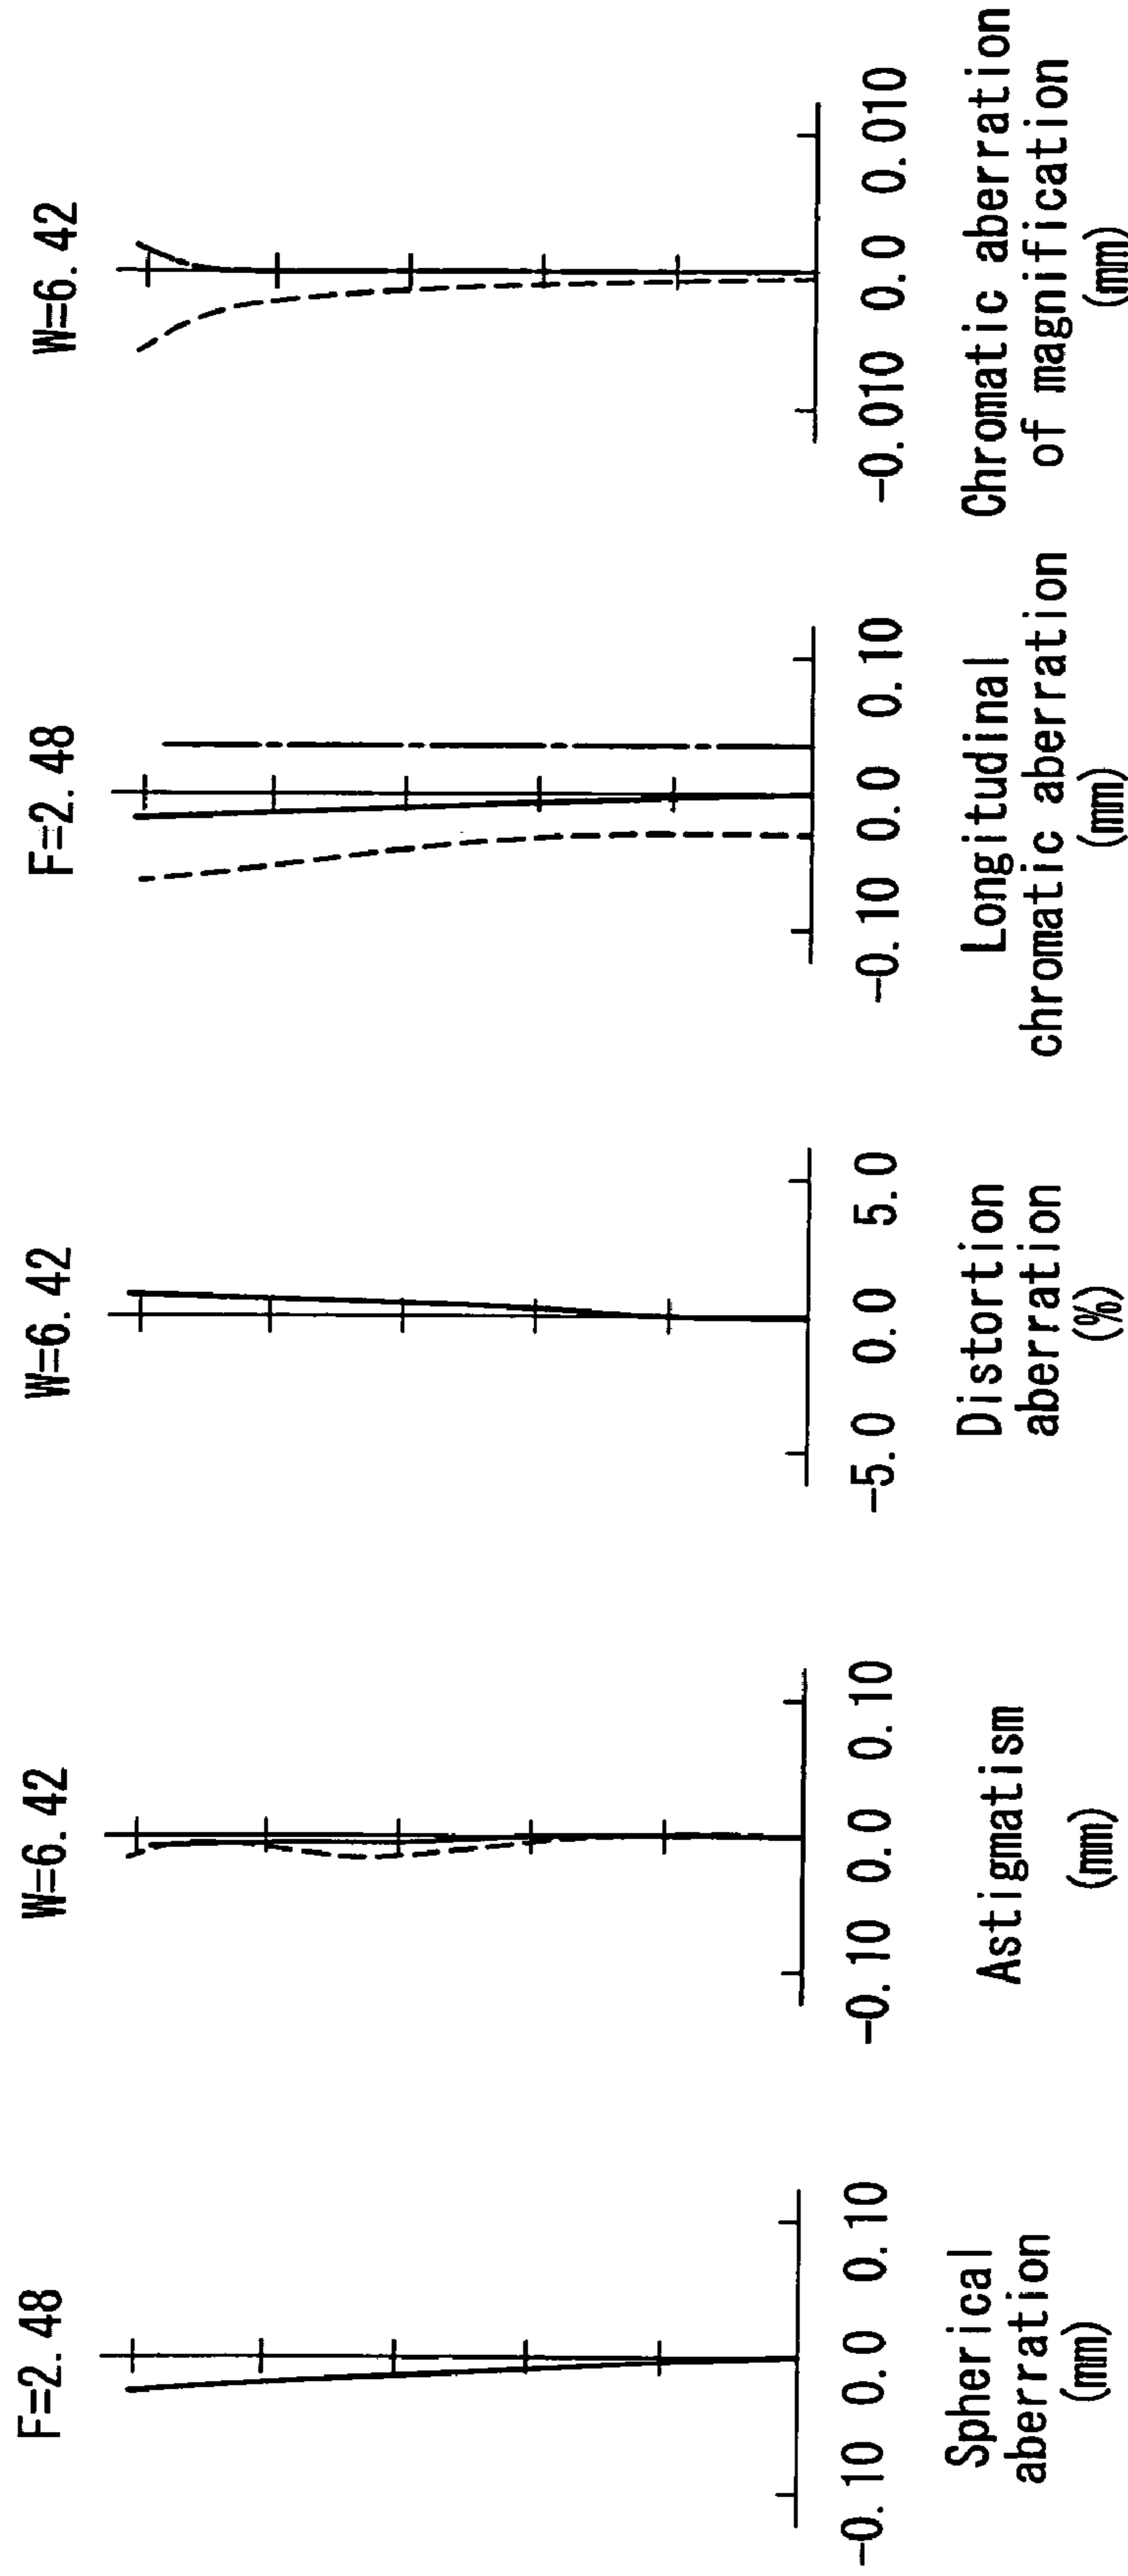 F=2.48
-0.10 0.0 0.10
Spherical
aberration
(mm)
W=6.42
-0.10 0.0 0.10
Astigmatism
(mm)
W=6.42
-5.0 0.0 5.0
Distortion
aberration
(%)
F=2.48
-0.10 0.0 0.10
Longitudinal
chromatic aberration
(mm)
W=6.42
-0.010 0.0 0.010
Chromatic aberration
of magnification
(mm)